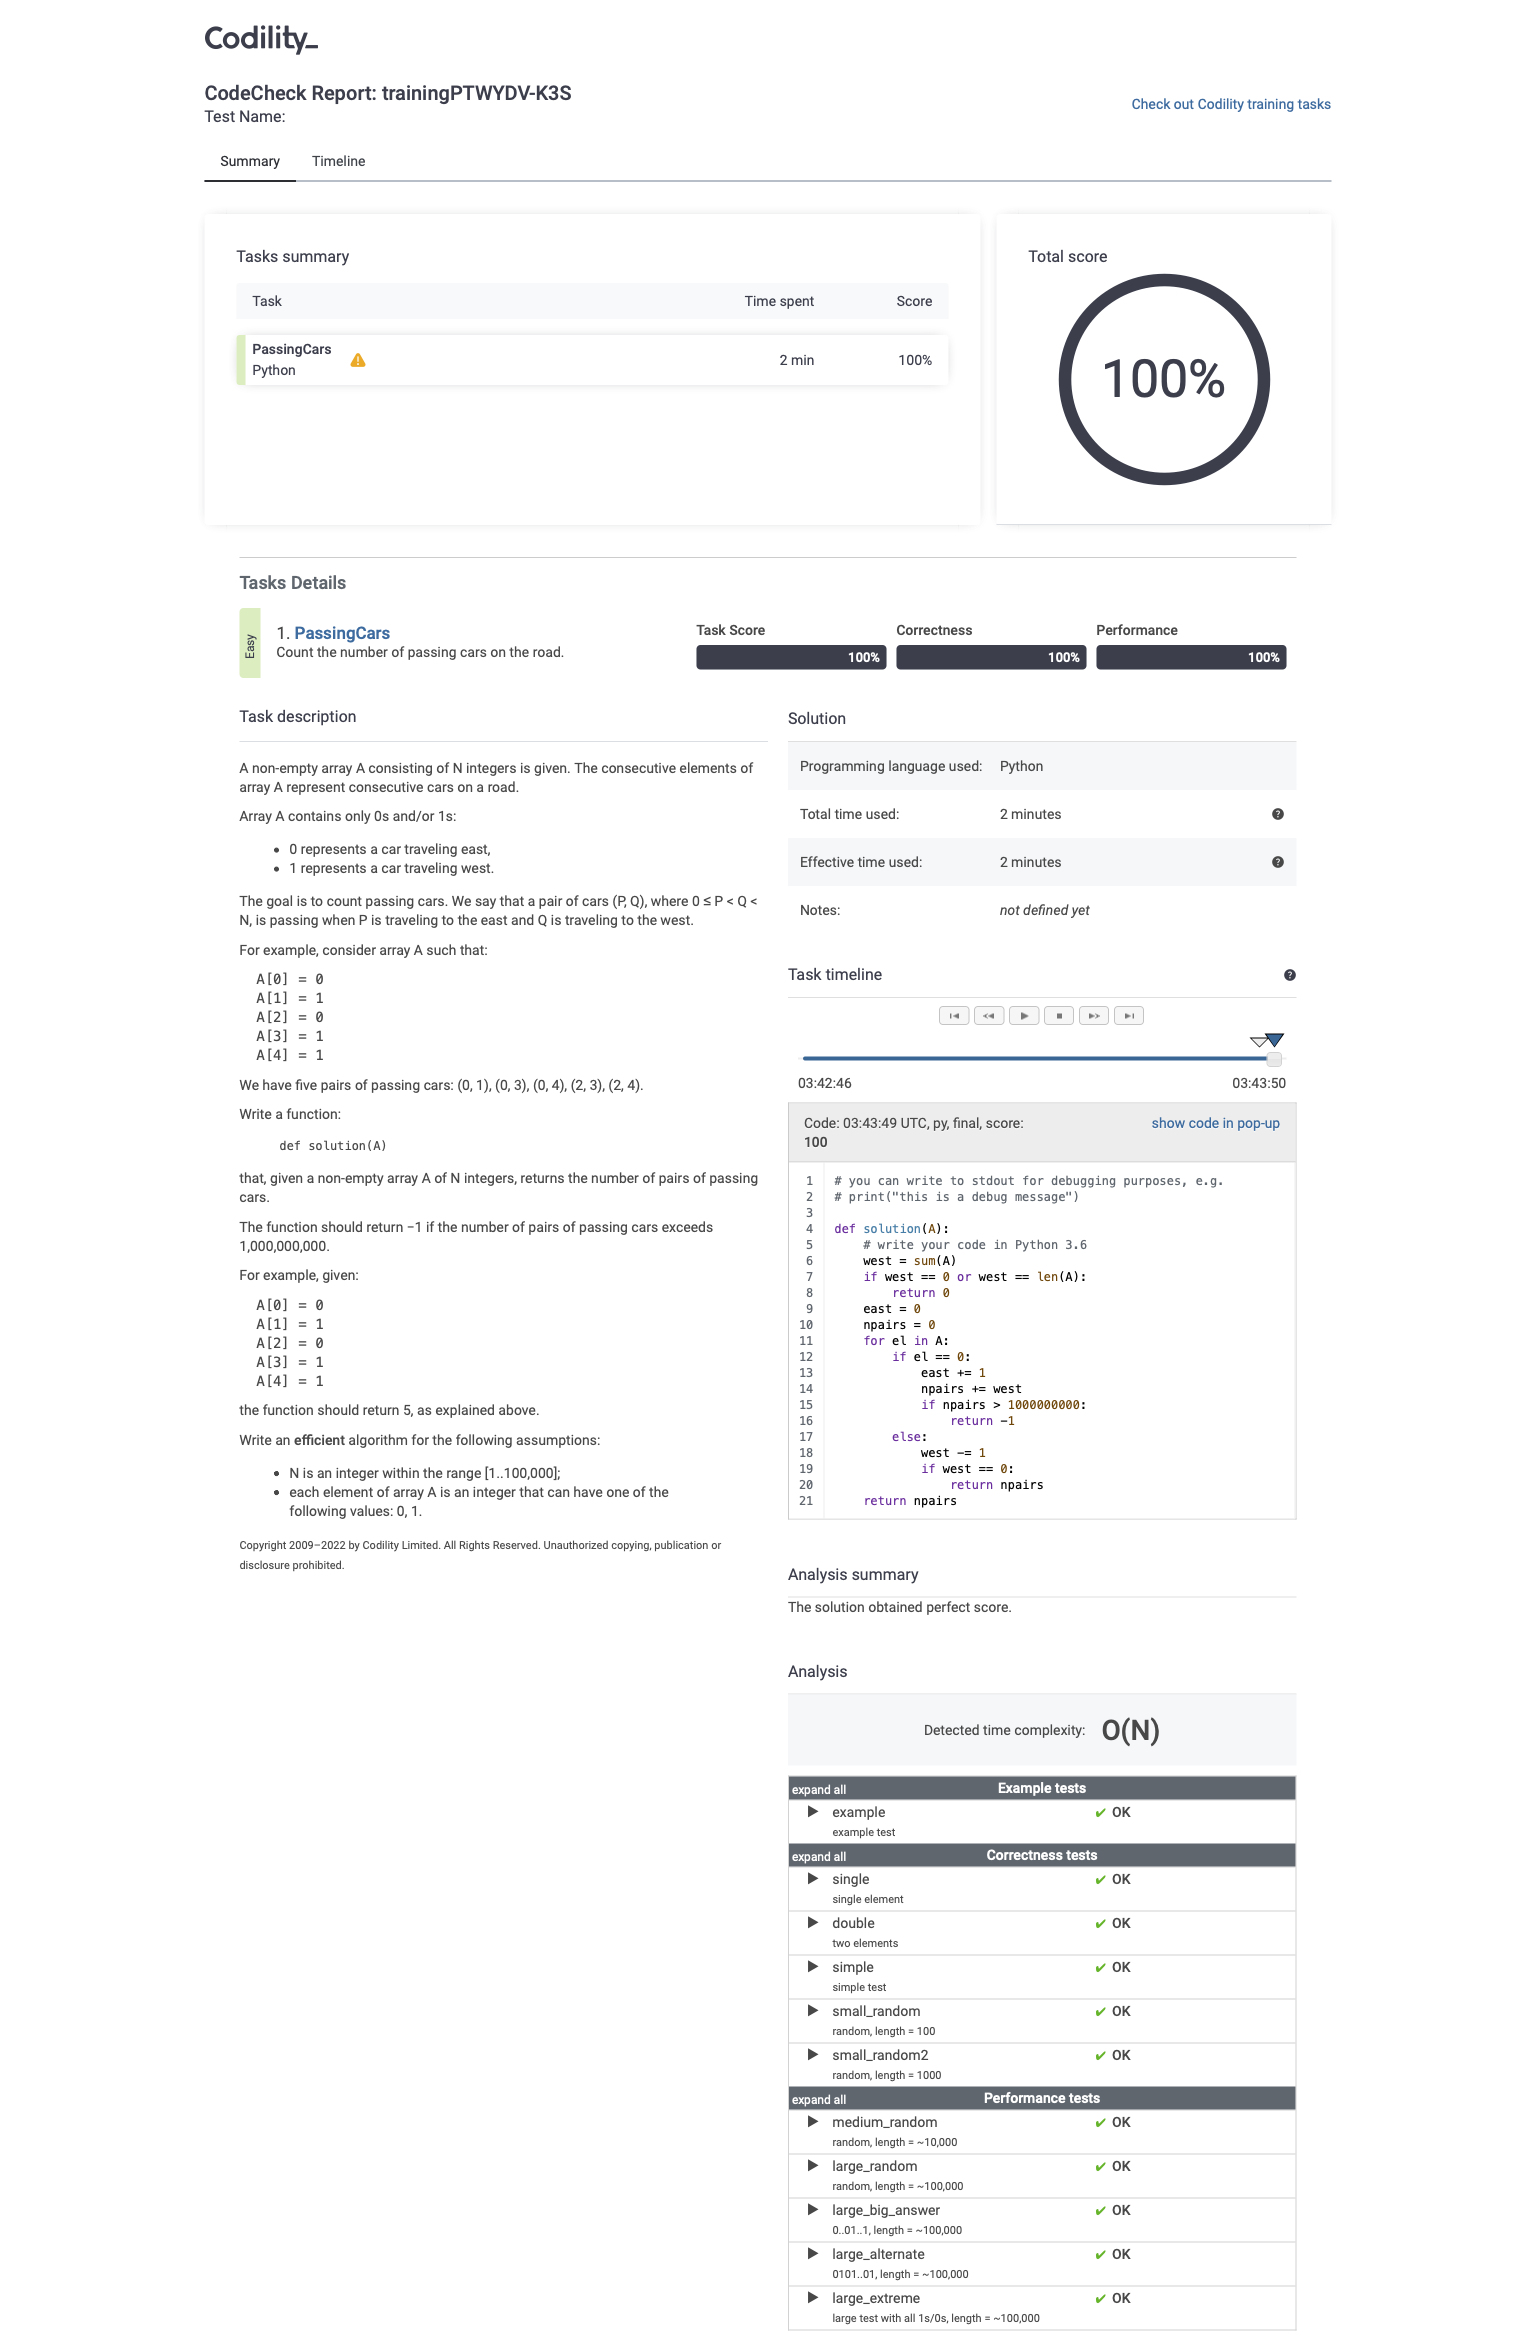 Codility_
CodeCheck Report: trainingPTWYDV-K3S
Test Name:
Check out Codility training tasks
Summary Timeline
Tasks summary
Task Time spent Score
PassingCars
Python
2 min 100%
Total score
100%
Tasks Details
Easy
1. PassingCars
Count the number of passing cars on the road.
Task Score Correctness Performance
100% 100% 100%
Task description
A non-empty array A consisting of N integers is given. The consecutive elements of
array A represent consecutive cars on a road.
Array A contains only 0s and/or 1s:
• 0 represents a car traveling east,
• 1 represents a car traveling west.
The goal is to count passing cars. We say that a pair of cars (P, Q), where 0 ≤ P < Q <
N, is passing when P is traveling to the east and Q is traveling to the west.
For example, consider array A such that:
A[0] = 0
A[1] = 1
A[2] = 0
A[3] = 1
A[4] = 1
We have five pairs of passing cars: (0, 1), (0, 3), (0, 4), (2, 3), (2, 4).
Write a function:
def solution(A)
that, given a non-empty array A of N integers, returns the number of pairs of passing
cars.
The function should return −1 if the number of pairs of passing cars exceeds
1,000,000,000.
For example, given:
A[0] = 0
A[1] = 1
A[2] = 0
A[3] = 1
A[4] = 1
the function should return 5, as explained above.
Write an efficient algorithm for the following assumptions:
• N is an integer within the range [1..100,000];
• each element of array A is an integer that can have one of the
following values: 0, 1.
Copyright 2009–2022 by Codility Limited. All Rights Reserved. Unauthorized copying, publication or
disclosure prohibited.
Solution
Programming language used: Python
Total time used: 2 minutes
Effective time used: 2 minutes
Notes: not defined yet
Task timeline
03:42:46 03:43:50
Code: 03:43:49 UTC, py, final, score:
100
show code in pop-up
1 # you can write to stdout for debugging purposes, e.g.
2 # print("this is a debug message")
3
4 def solution(A):
5     # write your code in Python 3.6
6     west = sum(A)
7     if west == 0 or west == len(A):
8         return 0
9     east = 0
10     npairs = 0
11     for el in A:
12         if el == 0:
13             east += 1
14             npairs += west
15             if npairs > 1000000000:
16                 return -1
17         else:
18             west -= 1
19             if west == 0:
20                 return npairs
21     return npairs
Analysis summary
The solution obtained perfect score.
Analysis
Detected time complexity: O(N)
expand all Example tests
example ✔ OK
example test
expand all Correctness tests
single ✔ OK
single element
double ✔ OK
two elements
simple ✔ OK
simple test
small_random ✔ OK
random, length = 100
small_random2 ✔ OK
random, length = 1000
expand all Performance tests
medium_random ✔ OK
random, length = ~10,000
large_random ✔ OK
random, length = ~100,000
large_big_answer ✔ OK
0..01..1, length = ~100,000
large_alternate ✔ OK
0101..01, length = ~100,000
large_extreme ✔ OK
large test with all 1s/0s, length = ~100,000